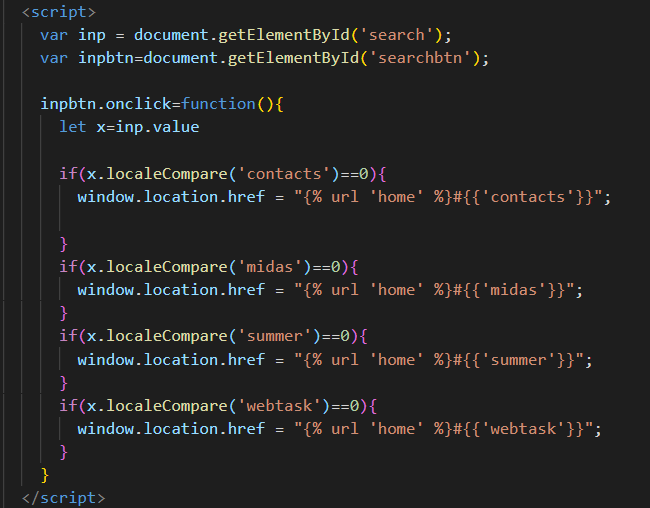 <script>
var inp = document.getElementById('search');
var inpbtn=document.getElementById('searchbtn');
inpbtn.onclick=function(){
let x=inp.value
if(x.localeCompare('contacts')==0){
window.location.href = "{% url 'home' %}#{{'contacts'}}";
}
if(x.localeCompare('midas')==0){
window.location.href = "{% url 'home' %}#{{'midas'}}";
}
if(x.localeCompare('summer')==0){
window.location.href = "{% url 'home' %}#{{'summer'}}";
}
if(x.localeCompare('webtask')==0){
window.location.href = "{% url 'home' %}#{{'webtask'}}";
}
}
</script>